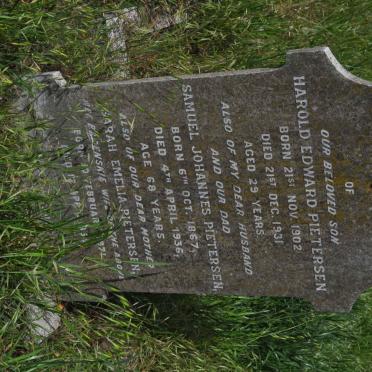 OF
OUR BELOVED SON
HAROLD EDWARD PIETERSEN
BORN 21ST NOV 1902
DIED 21ST DEC. 1931
AGED 29 YEARS.
ALSO OF MY DEAR HUSBAND
AND OUR DAD
SAMUEL JOHANNES PIETERSEN,
BORN 6TH OCT. 1867,
DIED 4TH APRIL 1936,
AGE 68 YEARS.
ALSO OF OUR DEAR MOTHER
SARAH EMELIA PIETERSEN,
FEBRUARY